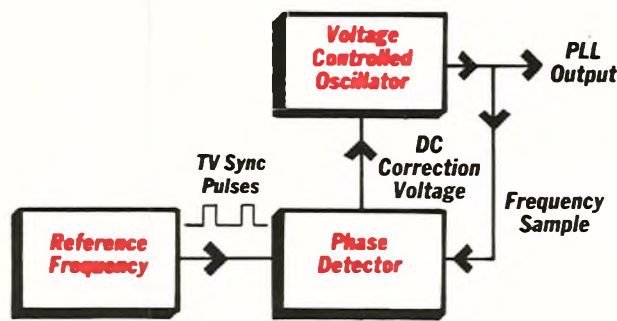 Voltage
Controlled
Oscillator
PLL
Output
DC
Correction
Voltage
TV Sync
Pulses
Frequency
Sample
Reference
Frequency
Phase
Detector